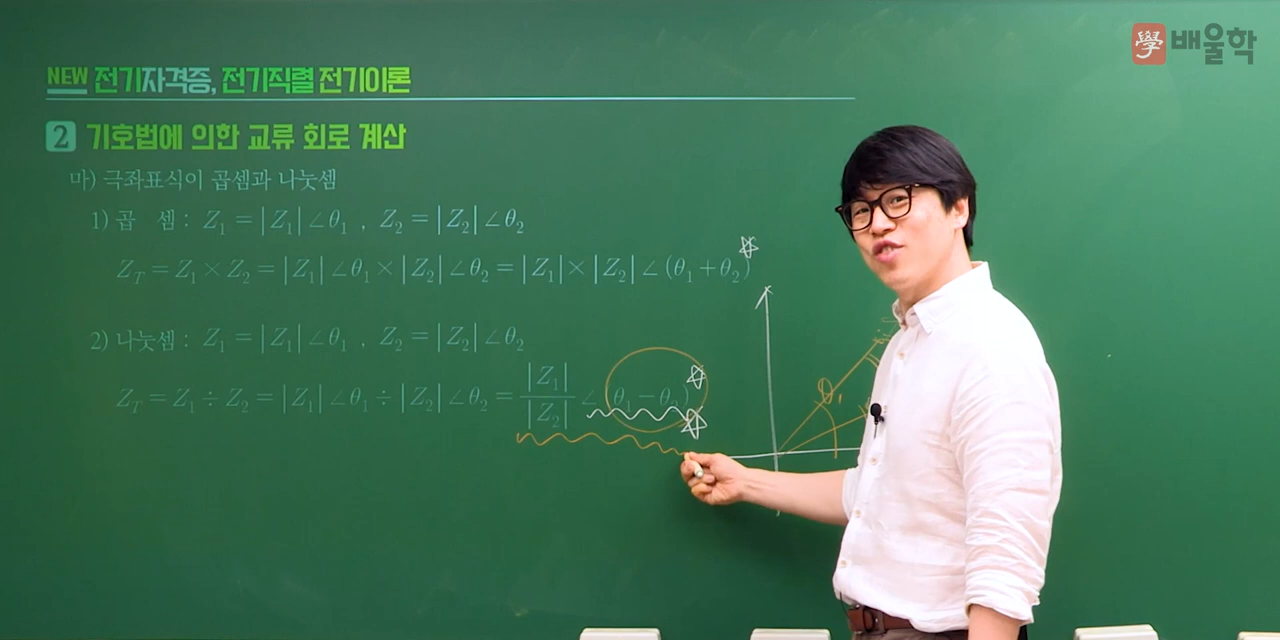 學 배울학
NEW 전기자격증, 전기직렬 전기이론
2 기호법에 의한 교류 회로 계산
마) 극좌표식이 곱셈과 나눗셈
1) 곱 셈 : Z₁ = |Z₁|∠θ₁ , Z₂ = |Z₂|∠θ₂
Z_T = Z₁ × Z₂ = |Z₁|∠θ₁ × |Z₂|∠θ₂ = |Z₁| × |Z₂| ∠(θ₁ + θ₂)
2) 나눗셈 : Z₁ = |Z₁|∠θ₁ , Z₂ = |Z₂|∠θ₂
Z_T = Z₁ ÷ Z₂ = |Z₁|∠θ₁ ÷ |Z₂|∠θ₂ = |Z₁|/|Z₂| ∠(θ₁ − θ₂)
θ₁